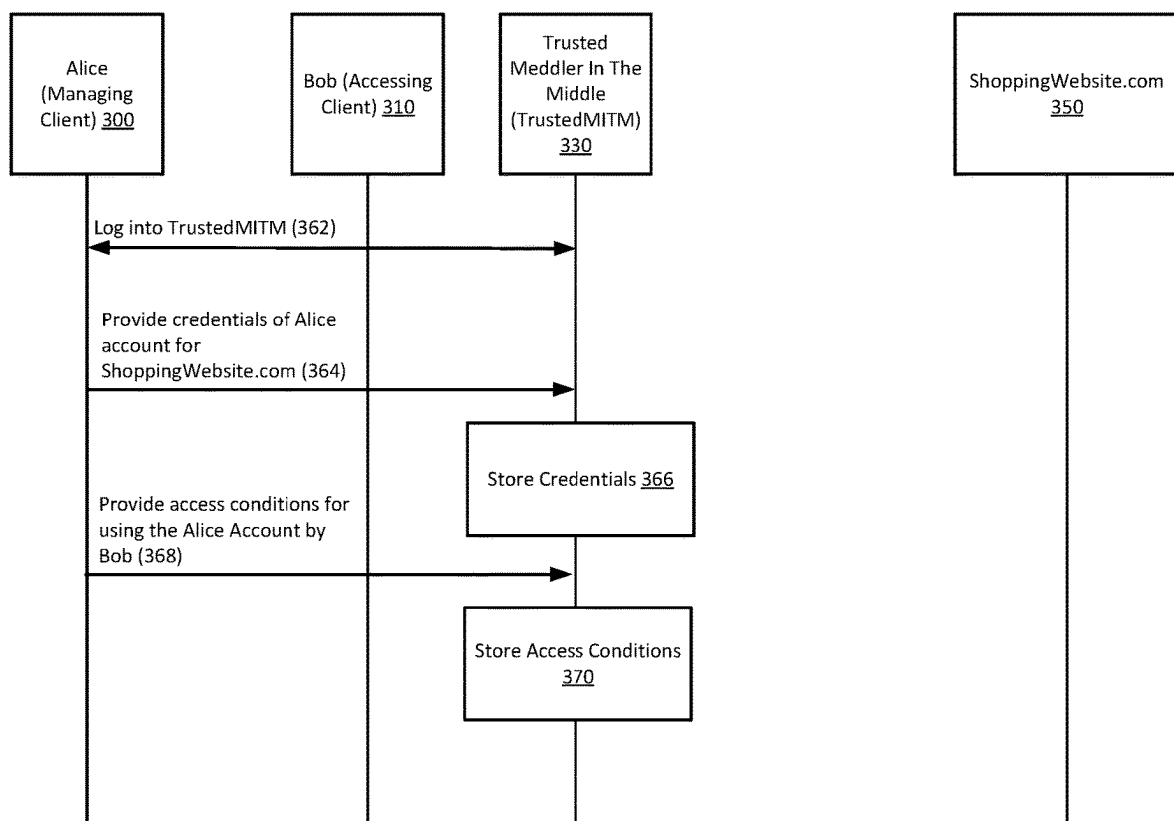 Alice
(Managing
Client) 300
Bob (Accessing
Client) 310
Trusted
Meddler In The
Middle
(TrustedMITM)
330
ShoppingWebsite.com
350
Log into TrustedMITM (362)
Provide credentials of Alice
account for
ShoppingWebsite.com (364)
Store Credentials 366
Provide access conditions for
using the Alice Account by
Bob (368)
Store Access Conditions
370